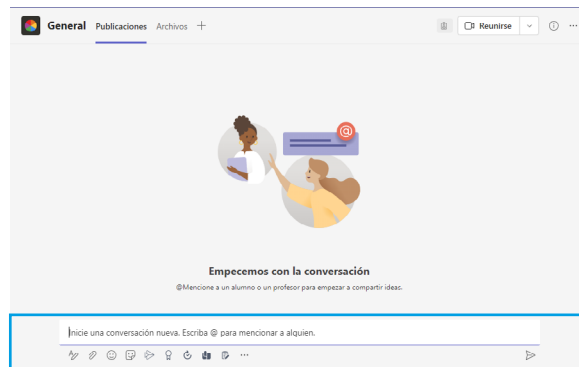 General Publicaciones Archivos + Reunirse
@
Empecemos con la conversación
@Mencione a un alumno o un profesor para empezar a compartir ideas.
Inicie una conversación nueva. Escriba @ para mencionar a alguien.